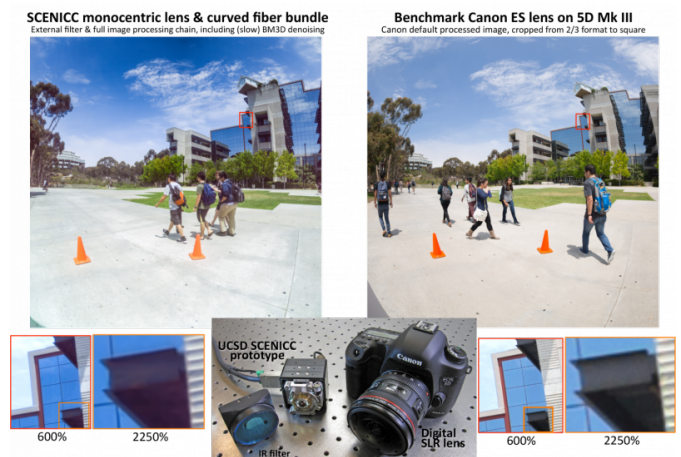 SCENICC monocentric lens & curved fiber bundle
External filter & full image processing chain, including (slow) BM3D denoising
Benchmark Canon ES lens on 5D Mk III
Canon default processed image, cropped from 2/3 format to square
UCSD SCENICC
prototype
Canon
Digital
SLR lens
IR filter
600%
2250%
600%
2250%